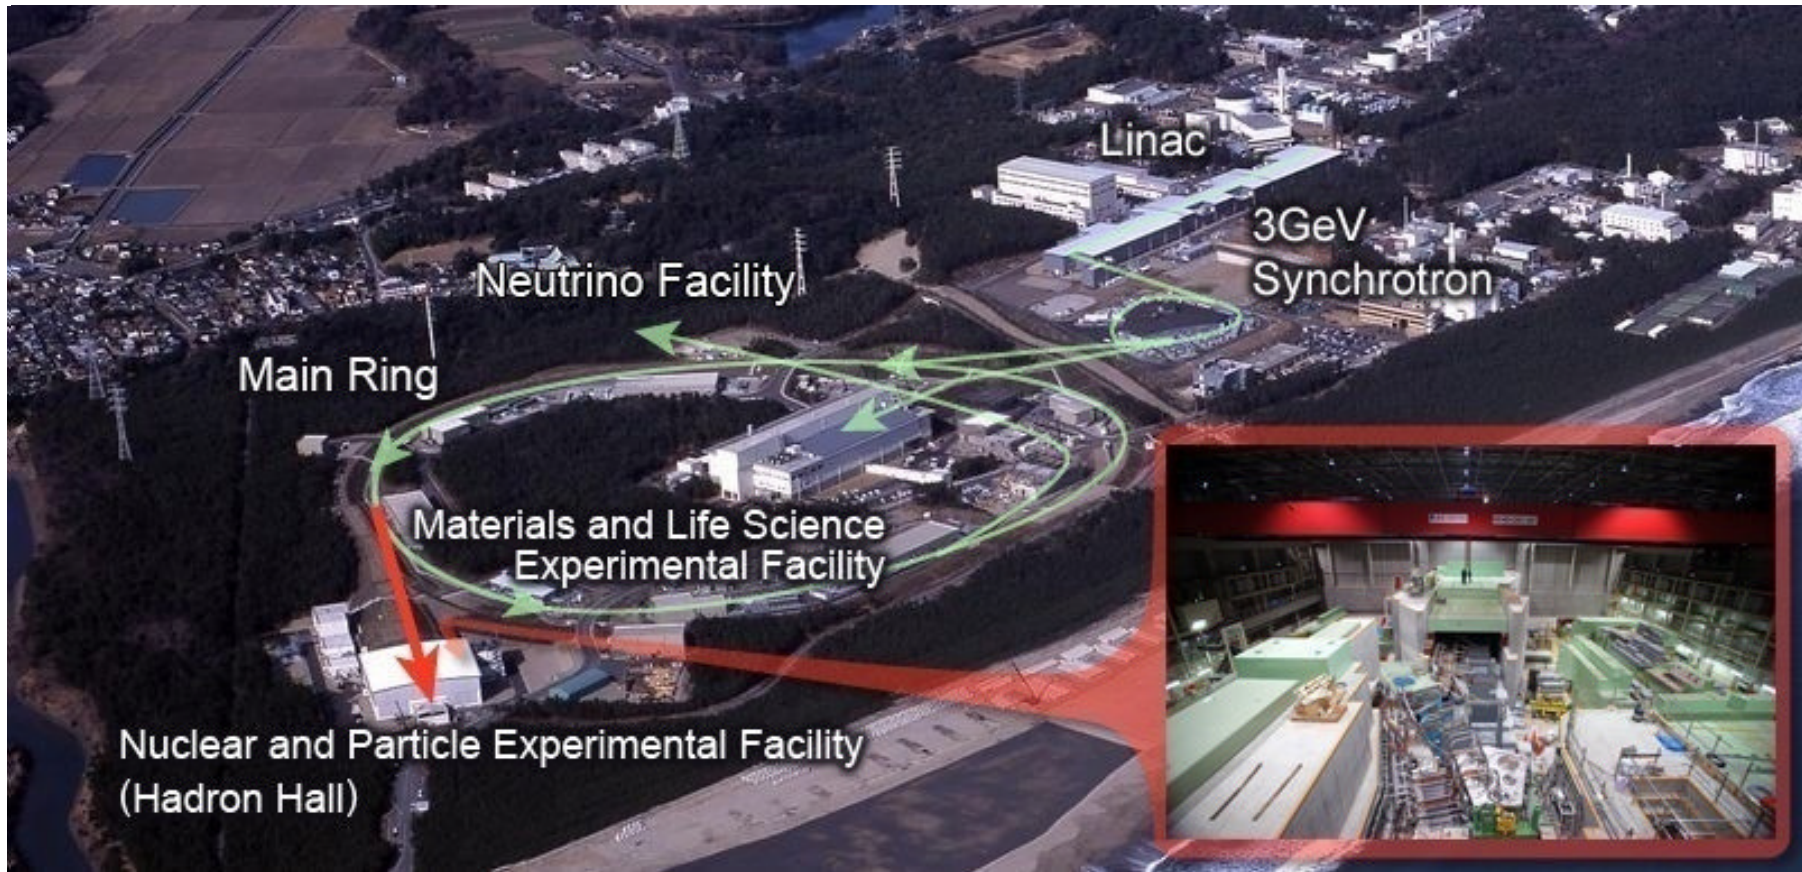 Linac
3GeV
Synchrotron
Neutrino Facility
Main Ring
Materials and Life Science
Experimental Facility
Nuclear and Particle Experimental Facility
(Hadron Hall)